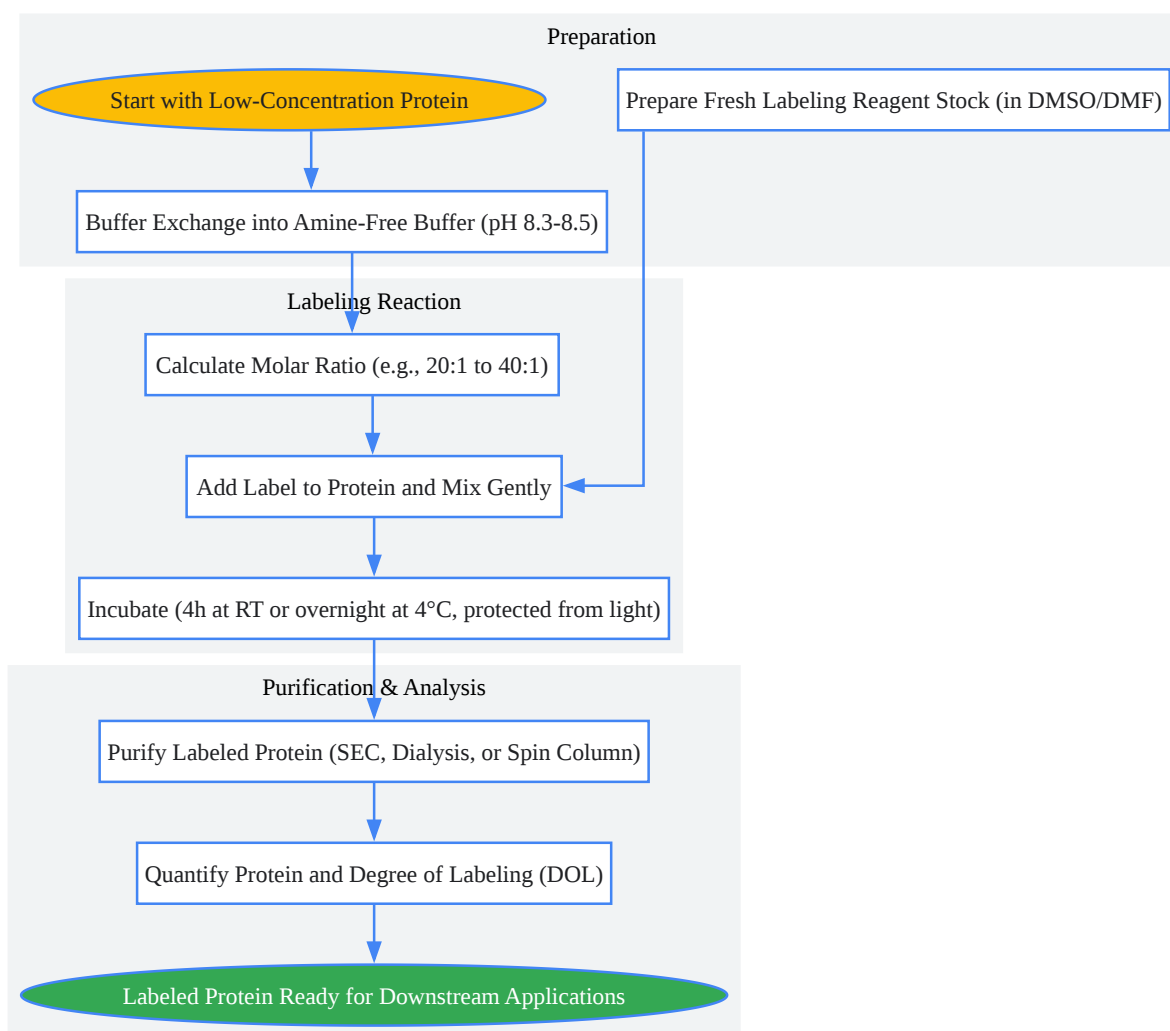 Preparation
Start with Low-Concentration Protein
Prepare Fresh Labeling Reagent Stock (in DMSO/DMF)
Buffer Exchange into Amine-Free Buffer (pH 8.3-8.5)
Labeling Reaction
Calculate Molar Ratio (e.g., 20:1 to 40:1)
Add Label to Protein and Mix Gently
Incubate (4h at RT or overnight at 4°C, protected from light)
Purification & Analysis
Purify Labeled Protein (SEC, Dialysis, or Spin Column)
Quantify Protein and Degree of Labeling (DOL)
Labeled Protein Ready for Downstream Applications